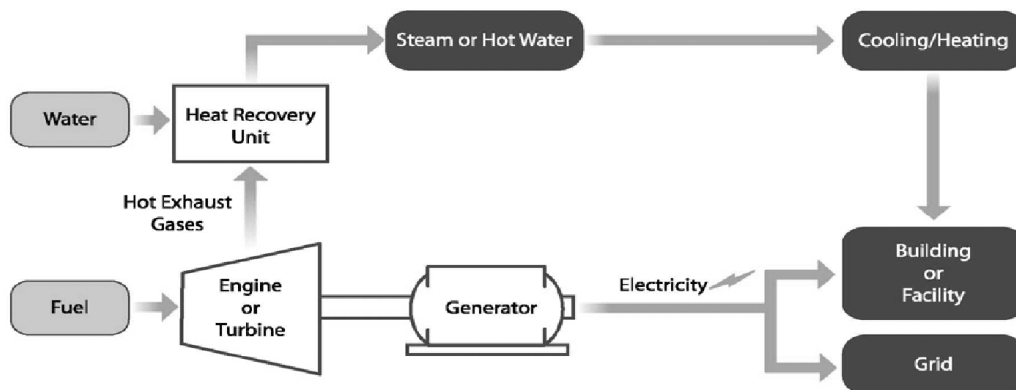 Steam or Hot Water
Cooling/Heating
Water
Heat Recovery
Unit
Hot Exhaust
Gases
Fuel
Engine
or
Turbine
Generator
Electricity
Building
or
Facility
Grid